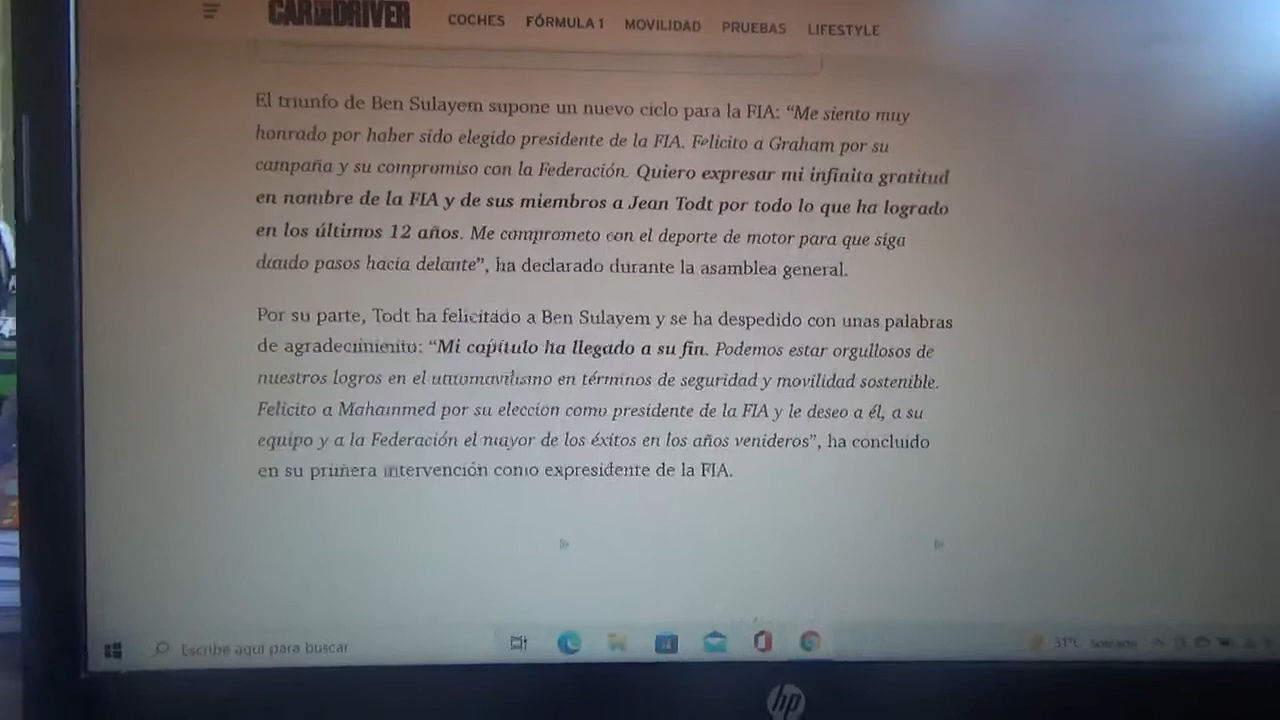 CAR AND DRIVER COCHES FÓRMULA 1 MOVILIDAD PRUEBAS LIFESTYLE
El triunfo de Ben Sulayem supone un nuevo ciclo para la FIA: “Me siento muy
honrado por haber sido elegido presidente de la FIA. Felicito a Graham por su
campaña y su compromiso con la Federación. Quiero expresar mi infinita gratitud
en nombre de la FIA y de sus miembros a Jean Todt por todo lo que ha logrado
en los últimos 12 años. Me comprometo con el deporte de motor para que siga
dando pasos hacia delante”, ha declarado durante la asamblea general.
Por su parte, Todt ha felicitado a Ben Sulayem y se ha despedido con unas palabras
de agradecimiento: “Mi capítulo ha llegado a su fin. Podemos estar orgullosos de
nuestros logros en el automovilismo en términos de seguridad y movilidad sostenible.
Felicito a Mohammed por su elección como presidente de la FIA y le deseo a él, a su
equipo y a la Federación el mayor de los éxitos en los años venideros”, ha concluido
en su primera intervención como expresidente de la FIA.
Escribe aquí para buscar
31°C Soleado
hp